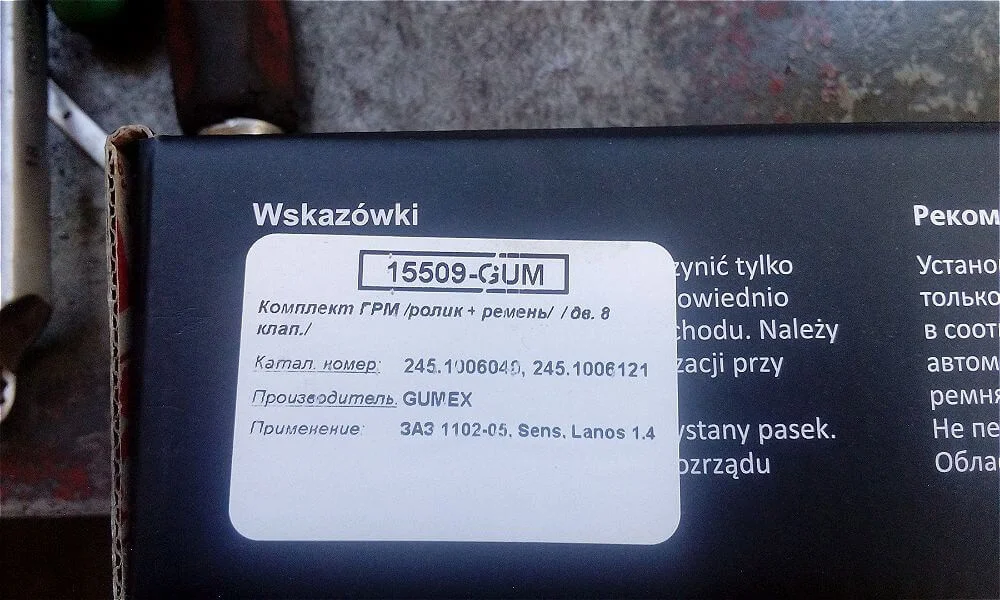 Wskazówki
15509-GUM
Комплект ГРМ /ролик + ремень/ /дв. 8
клап./
Катал. номер: 245.1006040, 245.1006121
Производитель: GUMEX
Применение: ЗАЗ 1102-05, Sens, Lanos 1.4
zynić tylko
owiednio
chodu. Należy
zacji przy
ystany pasek.
ozrządu
Реком
Устано
только
в соот
автом
ремня
Не пе
Обла